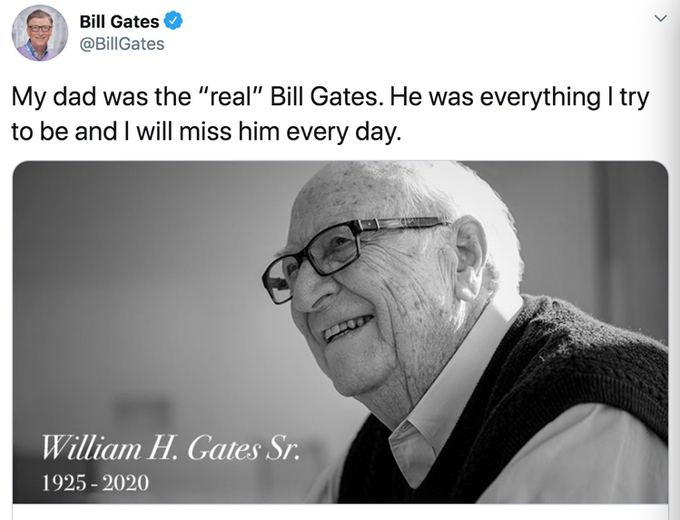 Bill Gates
@BillGates
My dad was the “real” Bill Gates. He was everything I try
to be and I will miss him every day.
William H. Gates Sr.
1925 - 2020